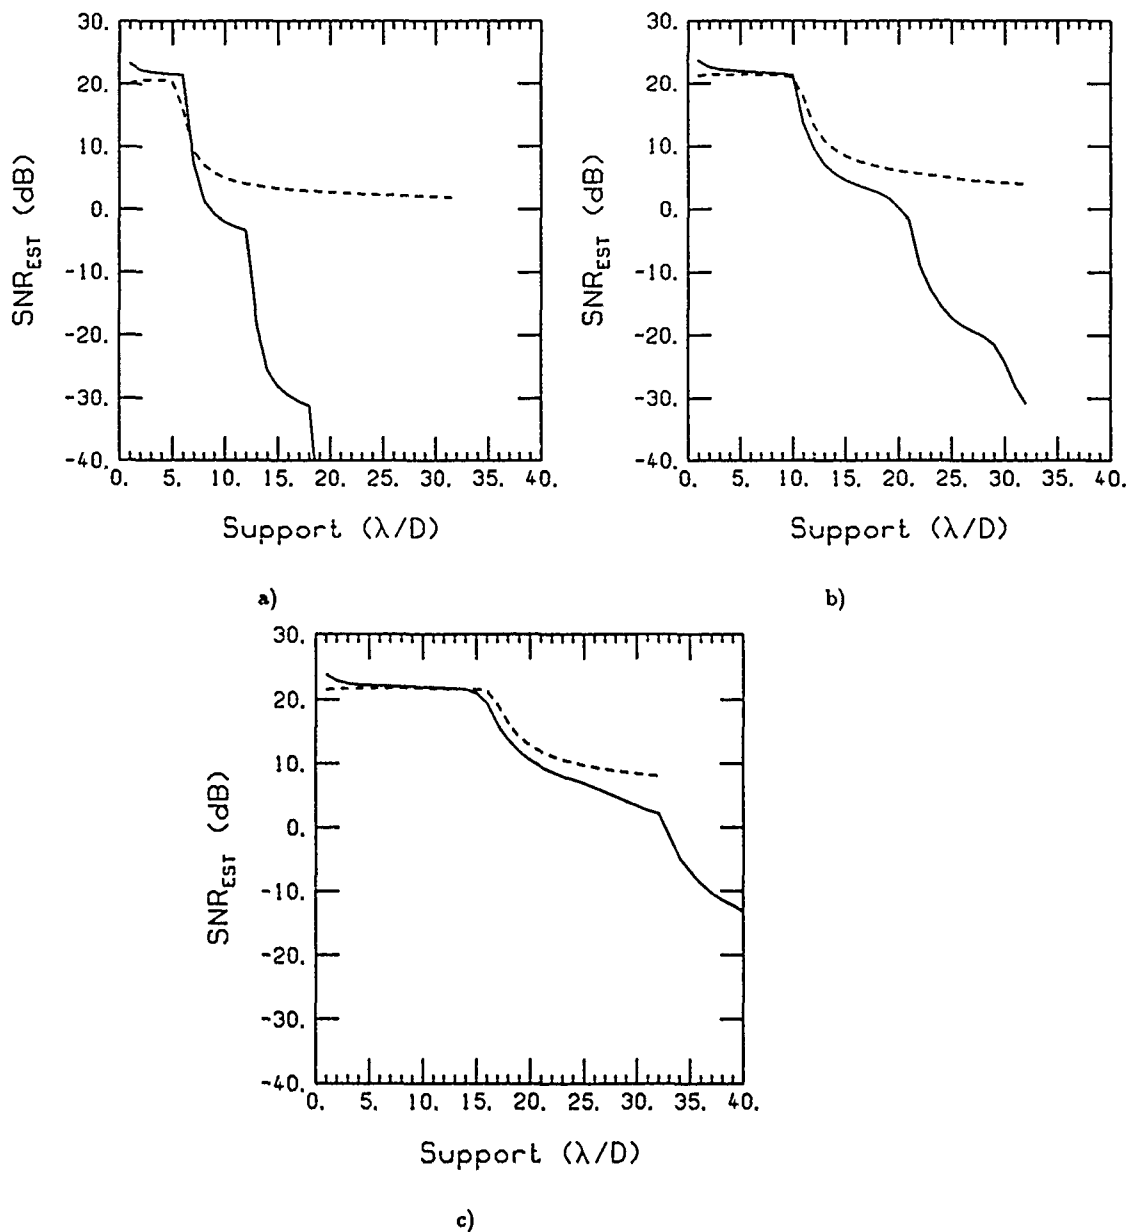 30.
20.
10.
0.
-10.
-20.
-30.
-40.
SNR_EST (dB)
0. 5. 10. 15. 20. 25. 30. 35. 40.
Support (λ/D)
a)
30.
20.
10.
0.
-10.
-20.
-30.
-40.
SNR_EST (dB)
0. 5. 10. 15. 20. 25. 30. 35. 40.
Support (λ/D)
b)
30.
20.
10.
0.
-10.
-20.
-30.
-40.
SNR_EST (dB)
0. 5. 10. 15. 20. 25. 30. 35. 40.
Support (λ/D)
c)